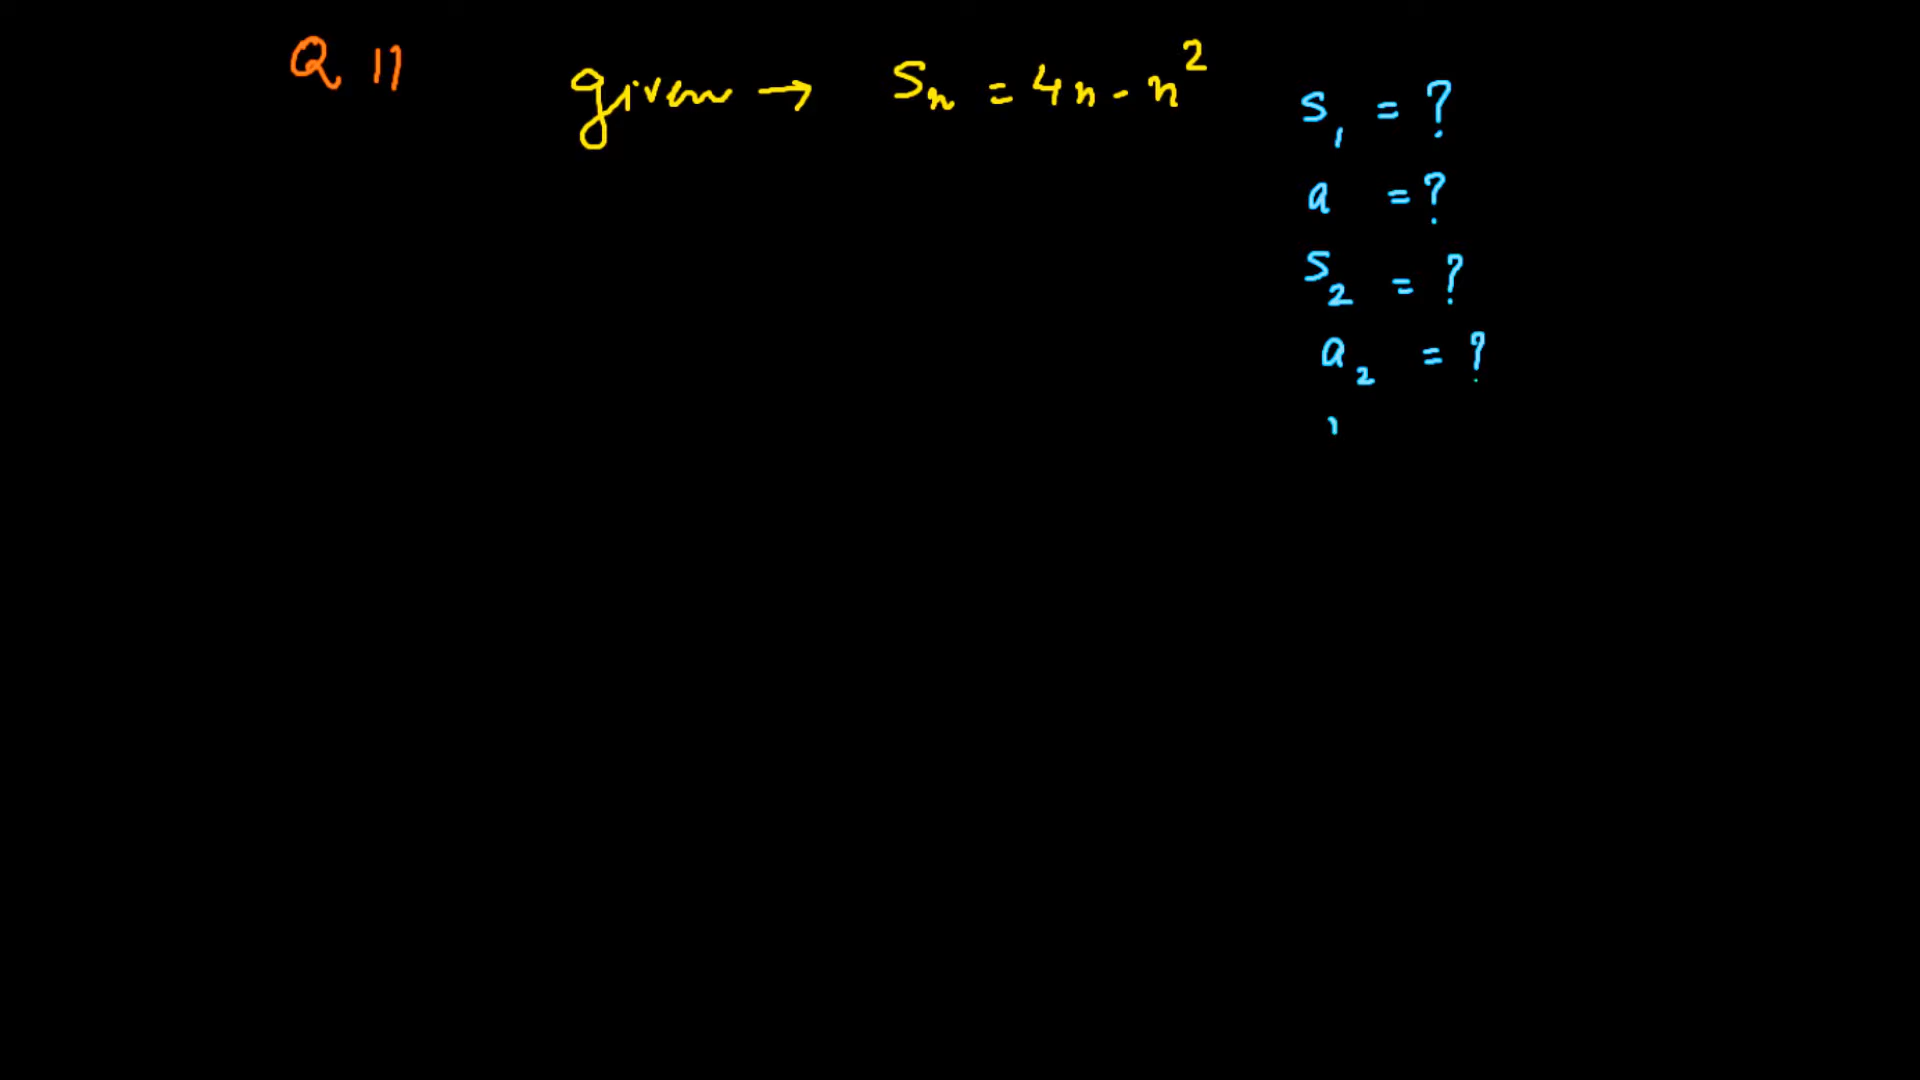 Q 11
given → Sₙ = 4n - n²
S₁ = ?
a = ?
S₂ = ?
a₂ = ?